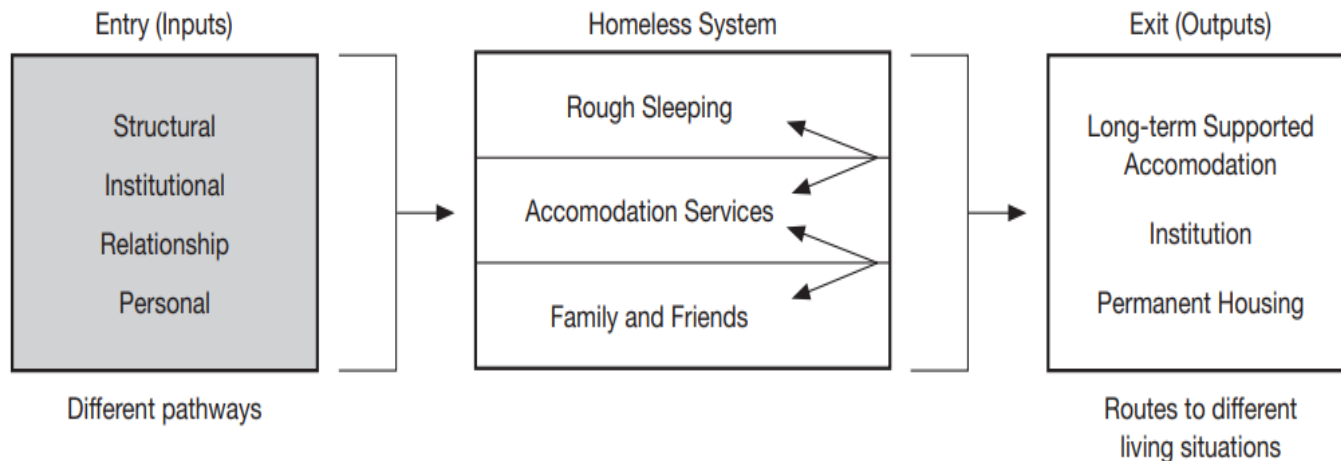 Entry (Inputs)
Structural
Institutional
Relationship
Personal
Different pathways
Homeless System
Rough Sleeping
Accomodation Services
Family and Friends
Exit (Outputs)
Long-term Supported
Accomodation
Institution
Permanent Housing
Routes to different
living situations